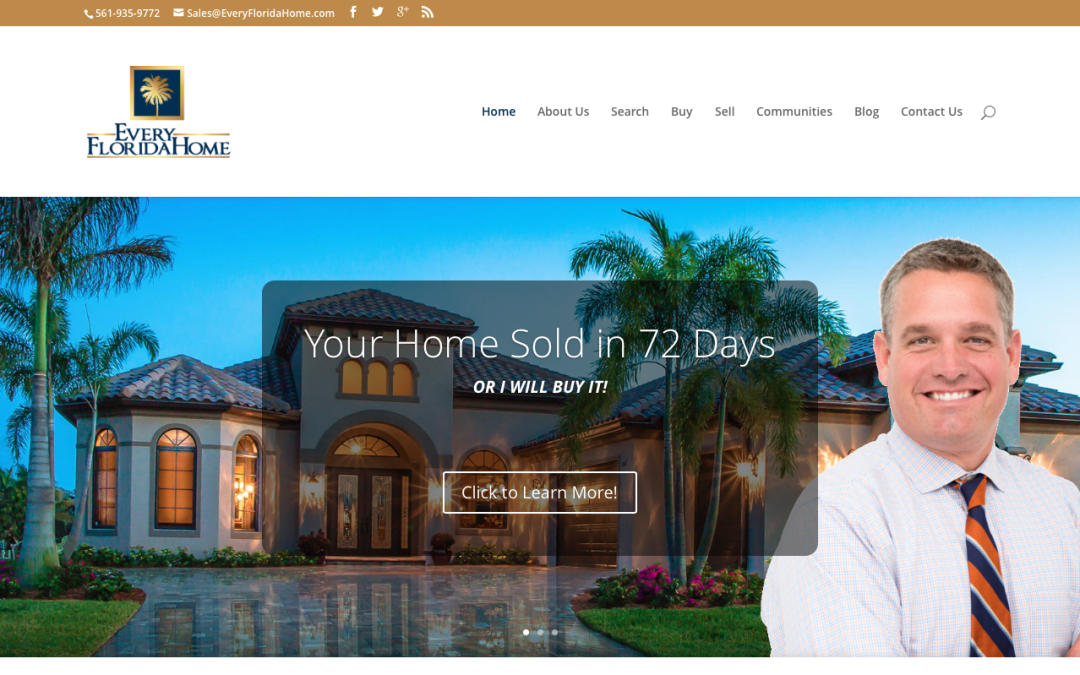 561-935-9772 Sales@EveryFloridaHome.com
EVERY
FLORIDAHOME
Home About Us Search Buy Sell Communities Blog Contact Us
Your Home Sold in 72 Days
OR I WILL BUY IT!
Click to Learn More!